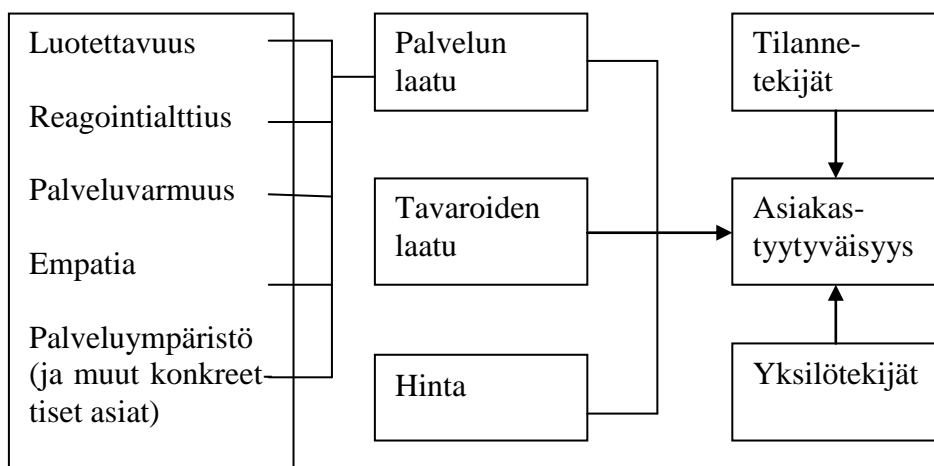 Luotettavuus
Reagointialttius
Palveluvarmuus
Empatia
Palveluympäristö
(ja muut konkreet-
tiset asiat)
Palvelun
laatu
Tavaroiden
laatu
Hinta
Tilanne-
tekijät
Asiakas-
tyytyväisyys
Yksilötekijät